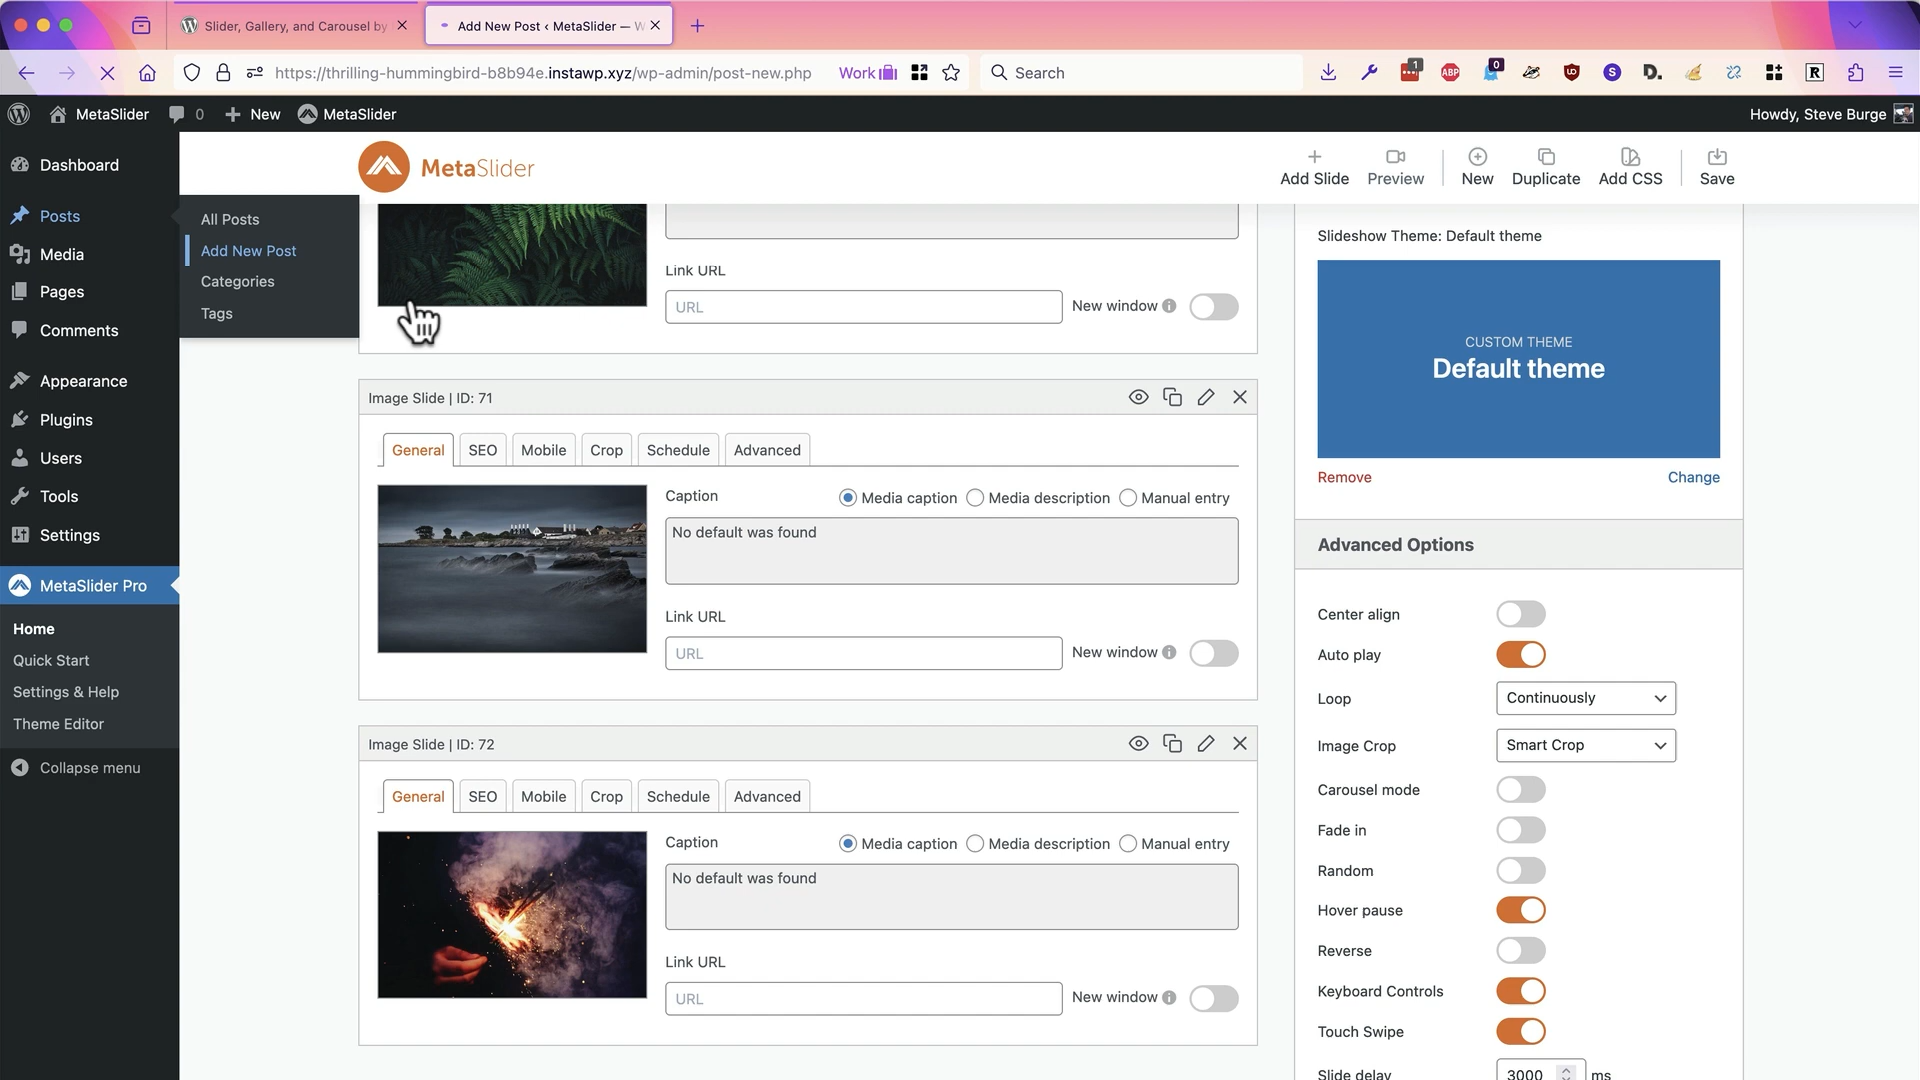 Slider, Gallery, and Carousel by
Add New Post ‹ MetaSlider — W
https://thrilling-hummingbird-b8b94e.instawp.xyz/wp-admin/post-new.php
Work
Search
1
ABP
0
S
D.
R
MetaSlider
0
New
MetaSlider
Howdy, Steve Burge
Dashboard
Posts
Media
Pages
Comments
Appearance
Plugins
Users
Tools
Settings
MetaSlider Pro
Home
Quick Start
Settings & Help
Theme Editor
Collapse menu
All Posts
Add New Post
Categories
Tags
MetaSlider
Add Slide
Preview
New
Duplicate
Add CSS
Save
Link URL
URL
New window
Image Slide | ID: 71
General
SEO
Mobile
Crop
Schedule
Advanced
Caption
Media caption
Media description
Manual entry
No default was found
Link URL
URL
New window
Image Slide | ID: 72
General
SEO
Mobile
Crop
Schedule
Advanced
Caption
Media caption
Media description
Manual entry
No default was found
Link URL
URL
New window
Slideshow Theme: Default theme
CUSTOM THEME
Default theme
Remove
Change
Advanced Options
Center align
Auto play
Loop
Continuously
Image Crop
Smart Crop
Carousel mode
Fade in
Random
Hover pause
Reverse
Keyboard Controls
Touch Swipe
Slide delay
3000
ms